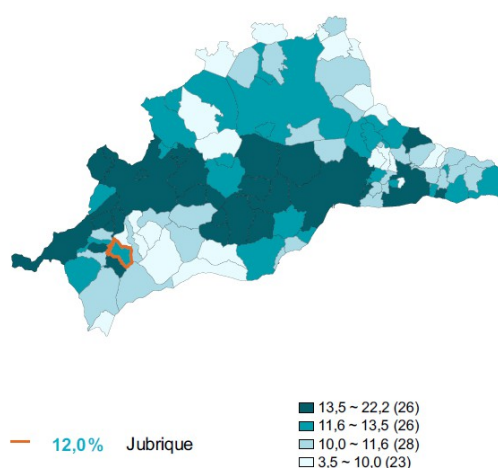 13,5 ~ 22,2 (26)
11,6 ~ 13,5 (26)
10,0 ~ 11,6 (28)
3,5 ~ 10,0 (23)
12,0% Jubrique